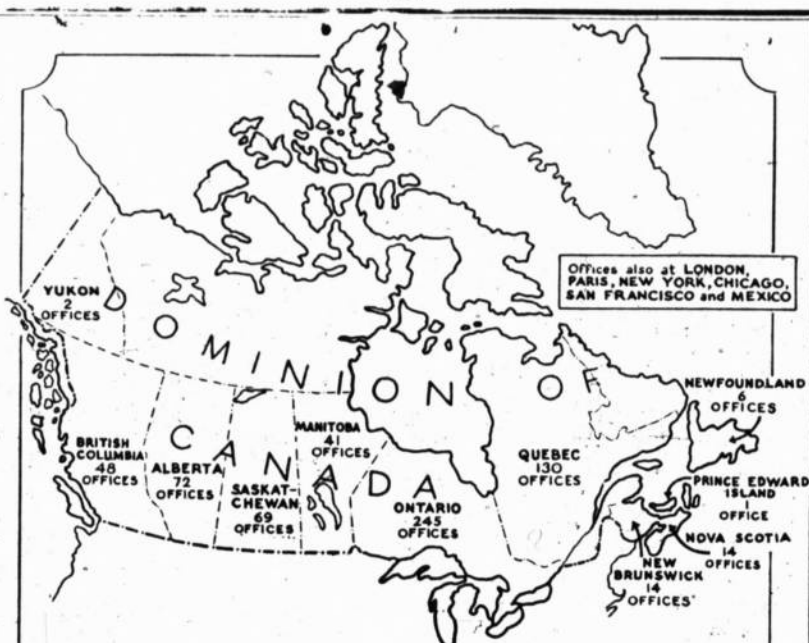 Offices also at LONDON,
PARIS, NEW YORK, CHICAGO,
SAN FRANCISCO and MEXICO
YUKON
2
OFFICES
DOMINION OF
CANADA
BRITISH
COLUMBIA
48
OFFICES
ALBERTA
72
OFFICES
SASKAT-
CHEWAN
69
OFFICES
MANITOBA
41
OFFICES
ONTARIO
245
OFFICES
QUEBEC
130
OFFICES
NEWFOUNDLAND
6
OFFICES
PRINCE EDWARD
ISLAND
1
OFFICE
NOVA SCOTIA
14
OFFICES
NEW
BRUNSWICK
14
OFFICES